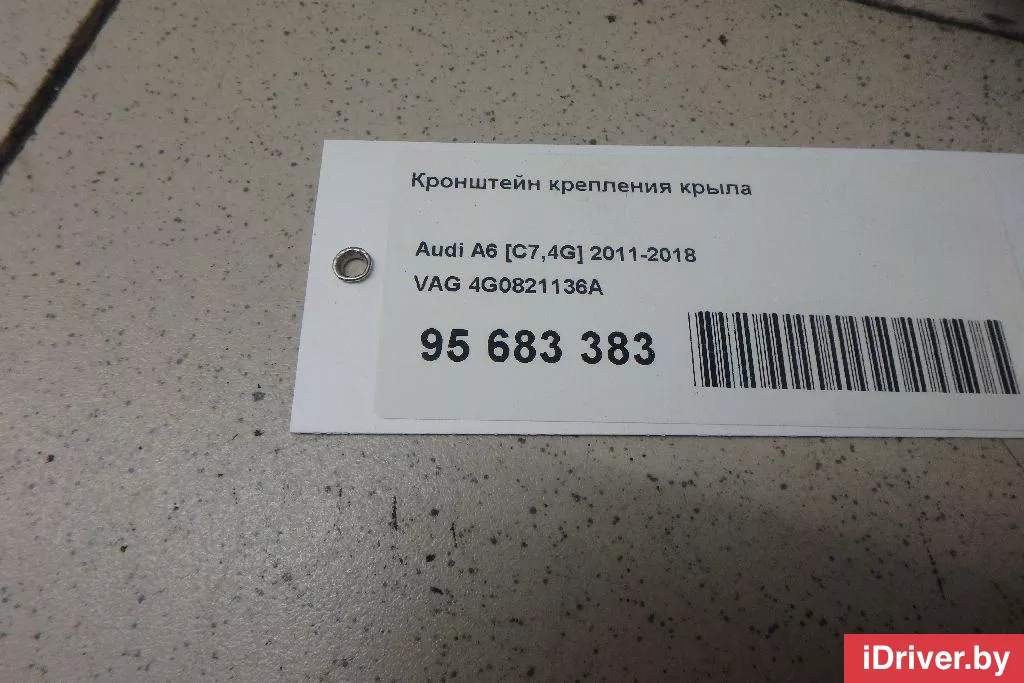 Кронштейн крепления крыла
Audi A6 [C7,4G] 2011-2018
VAG 4G0821136A
95 683 383
iDriver.by